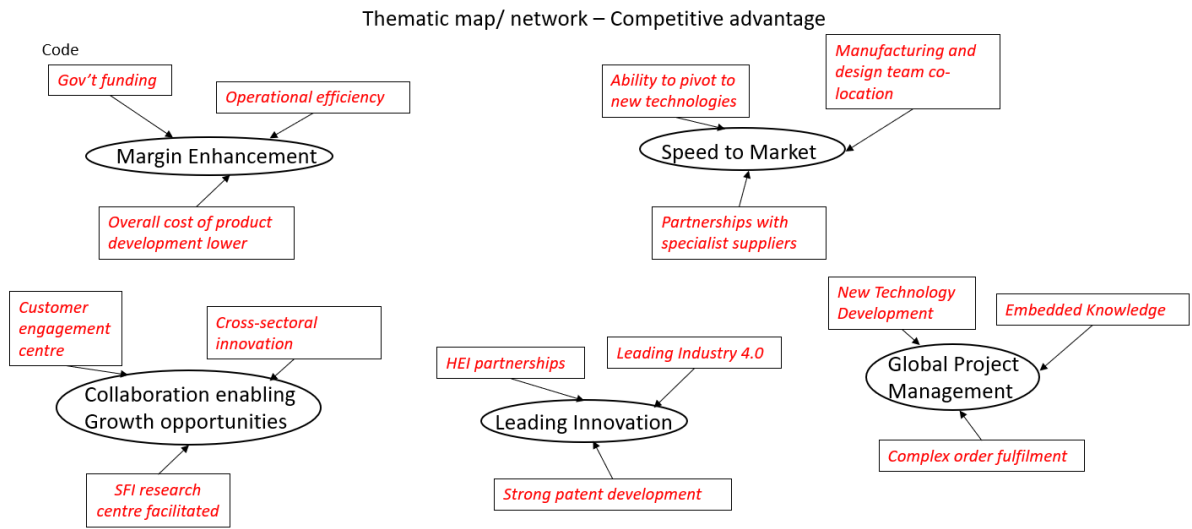 Thematic map/ network – Competitive advantage
Code
Gov’t funding
Operational efficiency
Margin Enhancement
Overall cost of product
development lower
Ability to pivot to
new technologies
Manufacturing and
design team co-
location
Speed to Market
Partnerships with
specialist suppliers
Customer
engagement
centre
Cross-sectoral
innovation
Collaboration enabling
Growth opportunities
SFI research
centre facilitated
HEI partnerships
Leading Industry 4.0
Leading Innovation
Strong patent development
New Technology
Development
Embedded Knowledge
Global Project
Management
Complex order fulfilment